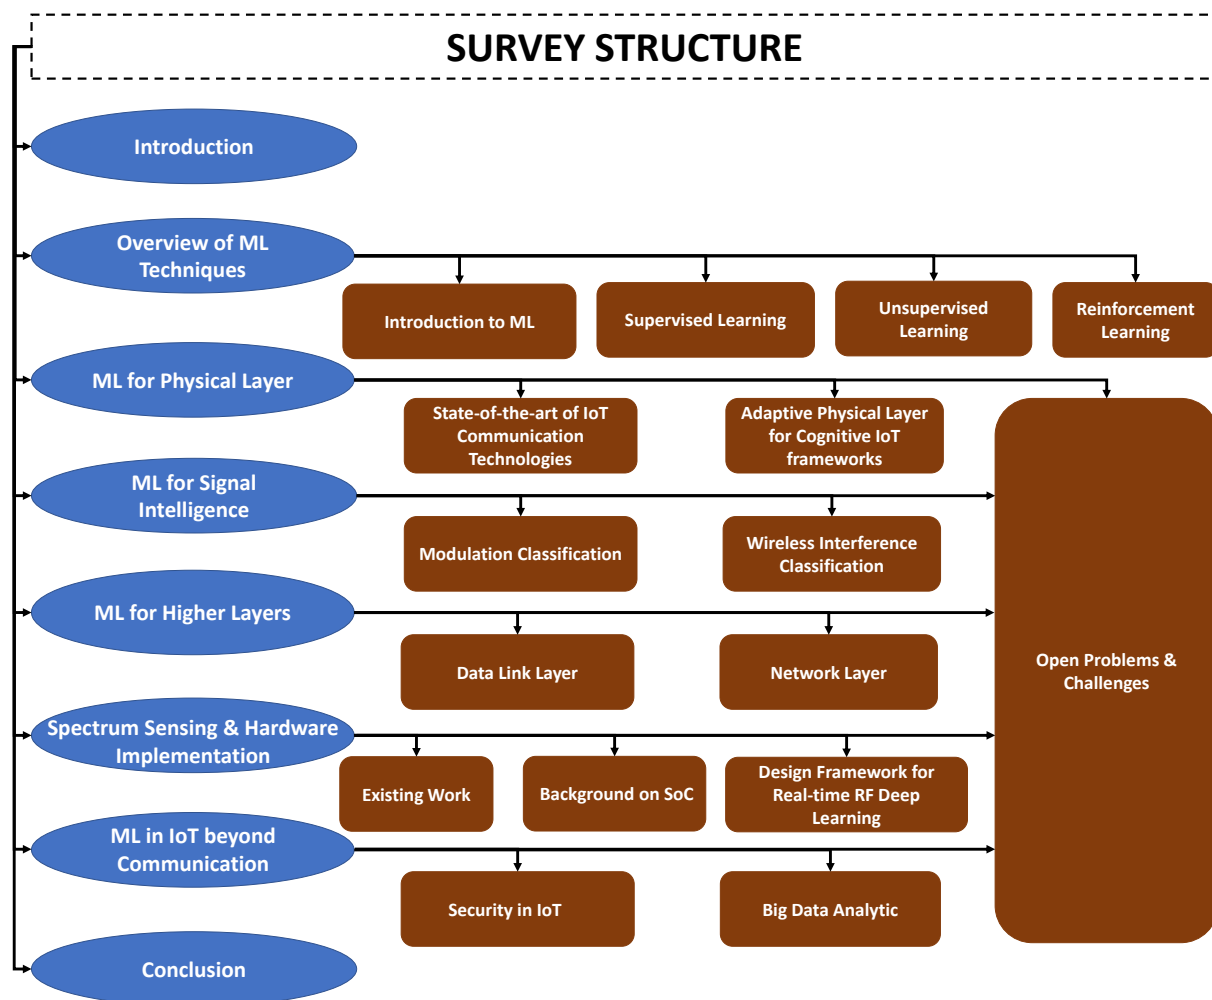 SURVEY STRUCTURE
Introduction
Overview of ML
Techniques
Introduction to ML
Supervised Learning
Unsupervised
Learning
Reinforcement
Learning
ML for Physical Layer
State-of-the-art of IoT
Communication
Technologies
Adaptive Physical Layer
for Cognitive IoT
frameworks
ML for Signal
Intelligence
Modulation Classification
Wireless Interference
Classification
ML for Higher Layers
Data Link Layer
Network Layer
Open Problems &
Challenges
Spectrum Sensing & Hardware
Implementation
Existing Work
Background on SoC
Design Framework for
Real-time RF Deep
Learning
ML in IoT beyond
Communication
Security in IoT
Big Data Analytic
Conclusion